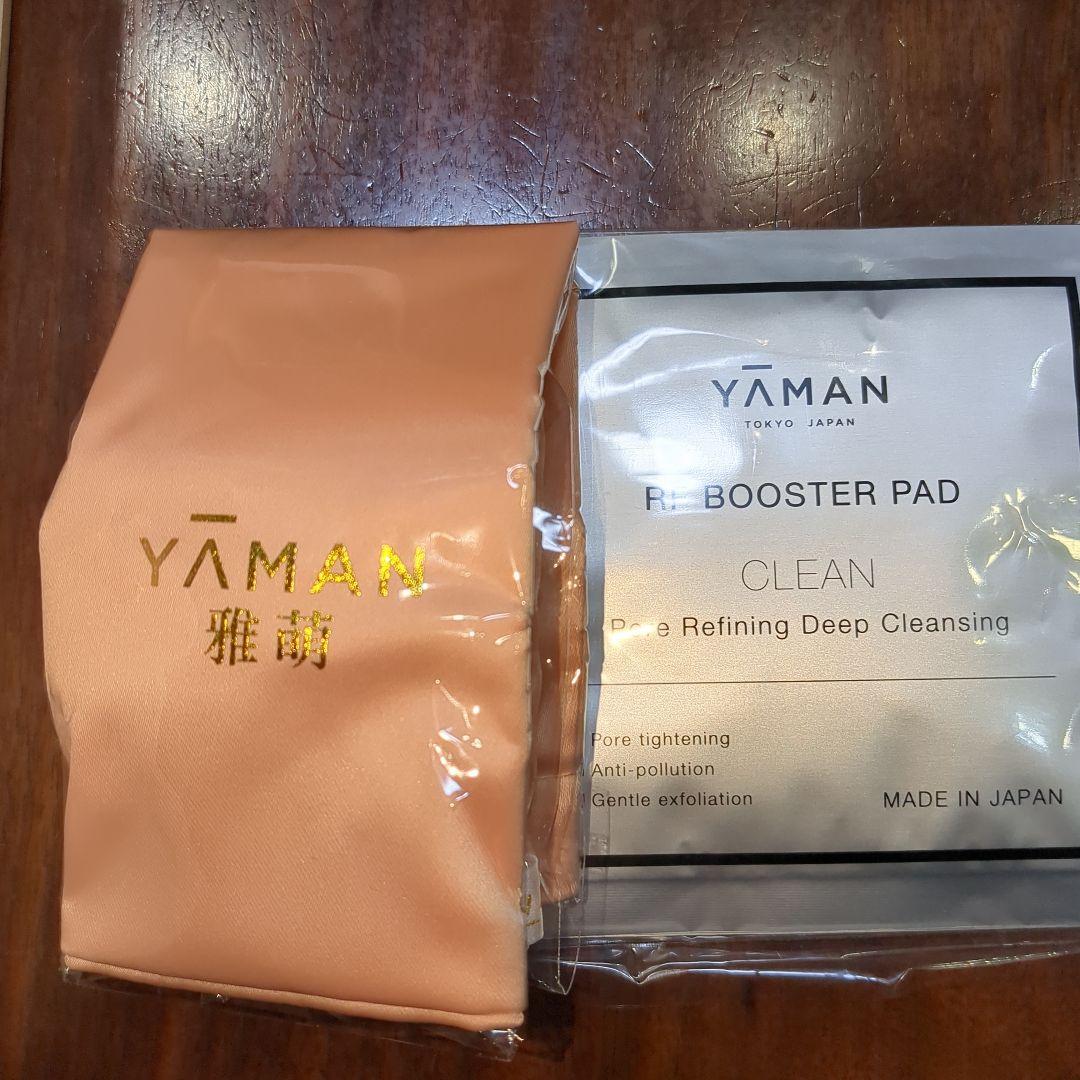 YĀMAN
雅萌
YĀMAN
TOKYO JAPAN
BOOSTER PAD
CLEAN
Refining Deep Cleansing
Pore tightening
Anti-pollution
Gentle exfoliation
MADE IN JAPAN